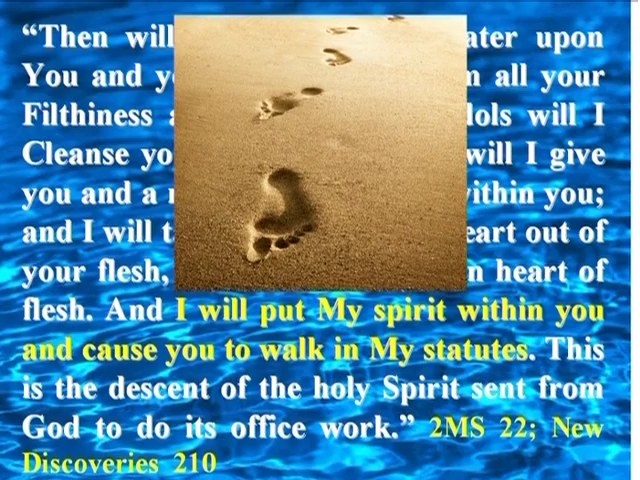 “Then will ater upon
You and y n all your
Filthiness dols will I
Cleanse yo will I give
you and a vithin you;
and I will t eart out of
your flesh, n heart of
flesh. And I will put My spirit within you
and cause you to walk in My statutes. This
is the descent of the holy Spirit sent from
God to do its office work.” 2MS 22; New
Discoveries 210